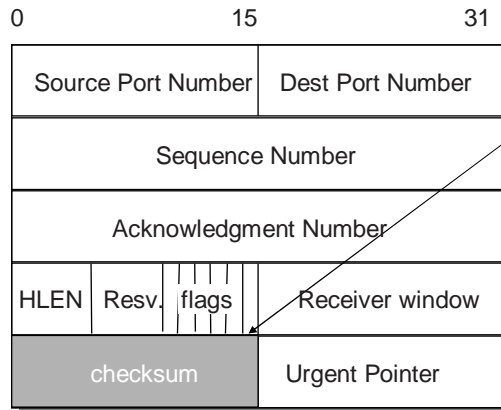 0 15 31
Source Port Number Dest Port Number
Sequence Number
Acknowledgment Number
HLEN Resv. flags Receiver window
checksum Urgent Pointer